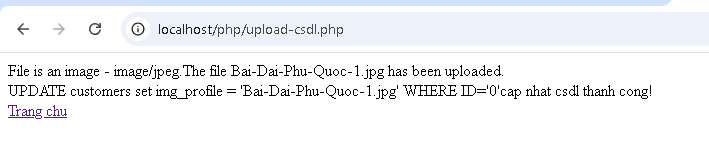 localhost/php/upload-csdl.php
File is an image - image/jpeg.The file Bai-Dai-Phu-Quoc-1.jpg has been uploaded.
UPDATE customers set img_profile = 'Bai-Dai-Phu-Quoc-1.jpg' WHERE ID='0'cap nhat csdl thanh cong!
Trang chu